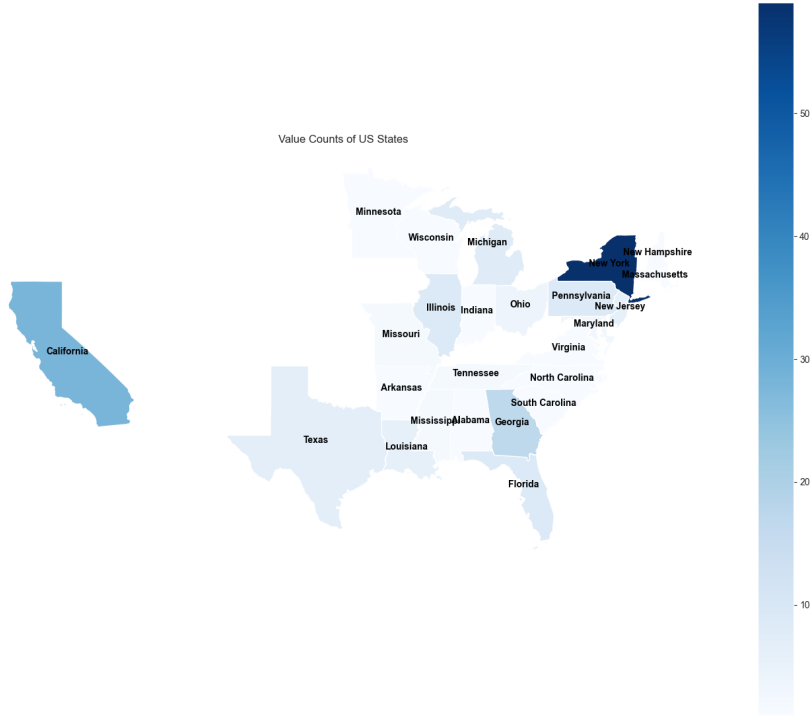 Value Counts of US States
50
40
30
20
10
Minnesota
Wisconsin
Michigan
New Hampshire
New York
Massachusetts
Pennsylvania
New Jersey
Illinois
Indiana
Ohio
Maryland
Missouri
Virginia
California
Tennessee
North Carolina
Arkansas
South Carolina
Mississippi
Alabama
Georgia
Texas
Louisiana
Florida